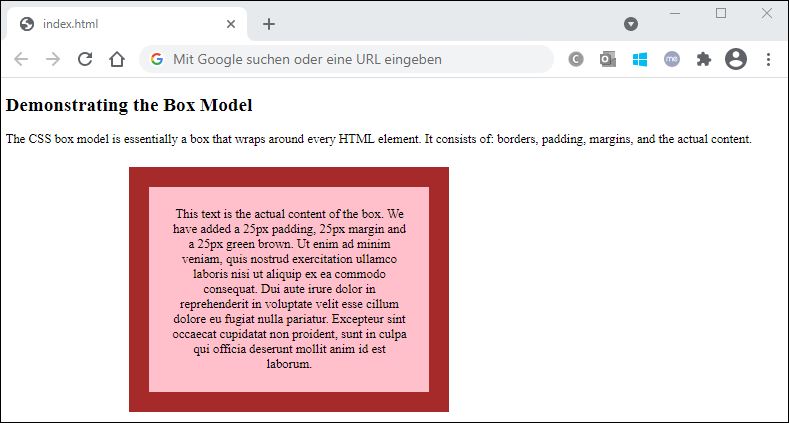 index.html
Mit Google suchen oder eine URL eingeben
Demonstrating the Box Model
The CSS box model is essentially a box that wraps around every HTML element. It consists of: borders, padding, margins, and the actual content.
This text is the actual content of the box. We
have added a 25px padding, 25px margin and
a 25px green brown. Ut enim ad minim
veniam, quis nostrud exercitation ullamco
laboris nisi ut aliquip ex ea commodo
consequat. Dui aute irure dolor in
reprehenderit in voluptate velit esse cillum
dolore eu fugiat nulla pariatur. Excepteur sint
occaecat cupidatat non proident, sunt in culpa
qui officia deserunt mollit anim id est
laborum.